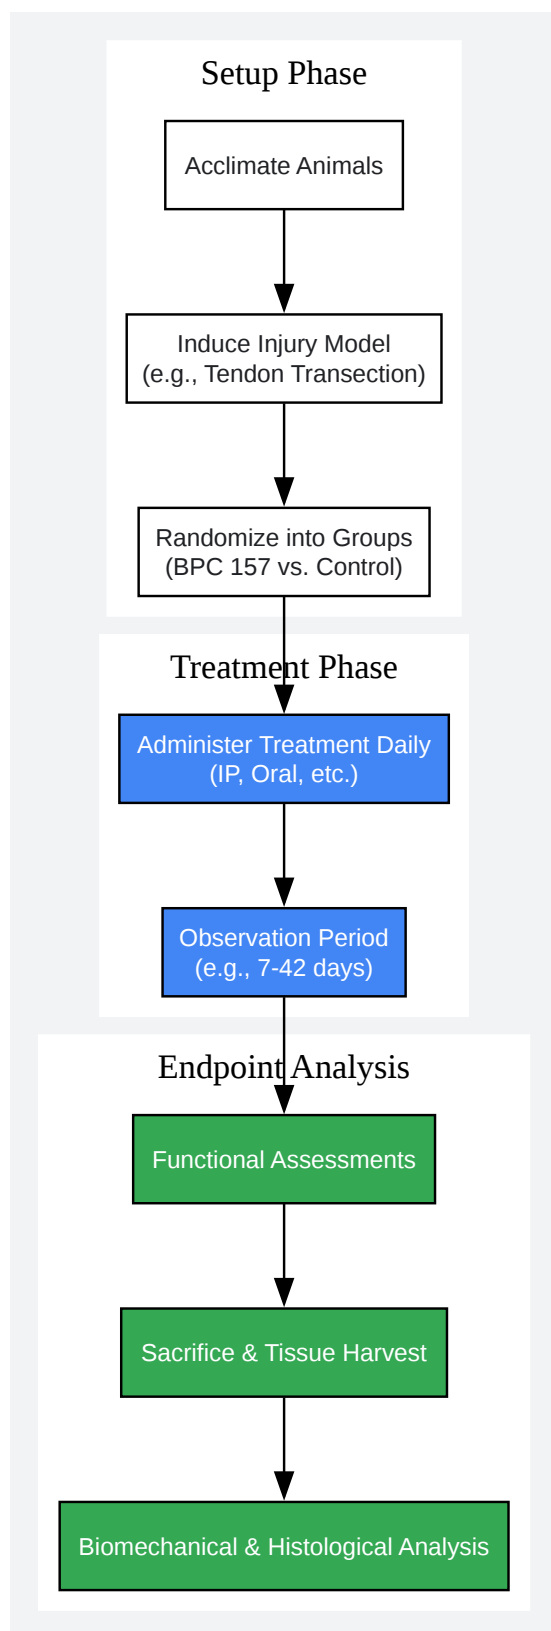 Setup Phase
Acclimate Animals
Induce Injury Model
(e.g., Tendon Transection)
Randomize into Groups
(BPC 157 vs. Control)
Treatment Phase
Administer Treatment Daily
(IP, Oral, etc.)
Observation Period
(e.g., 7-42 days)
Endpoint Analysis
Functional Assessments
Sacrifice & Tissue Harvest
Biomechanical & Histological Analysis